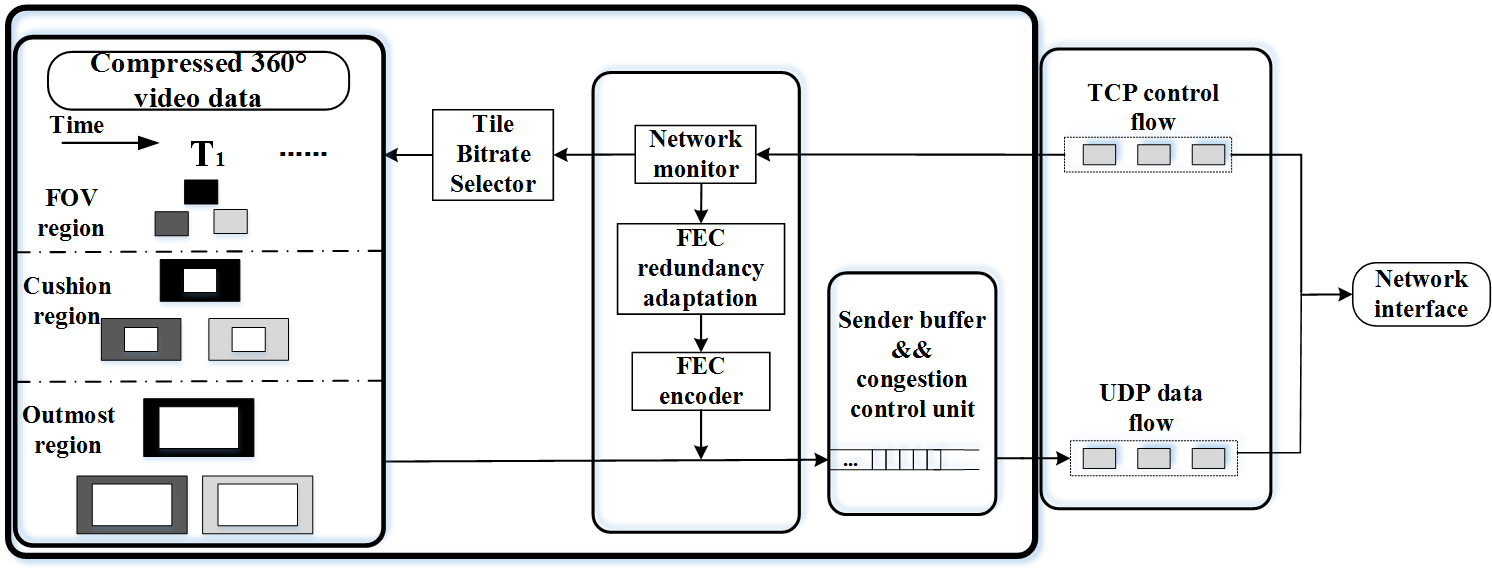 Compressed 360°
video data
Time
T1
......
FOV
region
Cushion
region
Outmost
region
Tile
Bitrate
Selector
Network
monitor
FEC
redundancy
adaptation
FEC
encoder
Sender buffer
&&
congestion
control unit
...
TCP control
flow
UDP data
flow
Network
interface